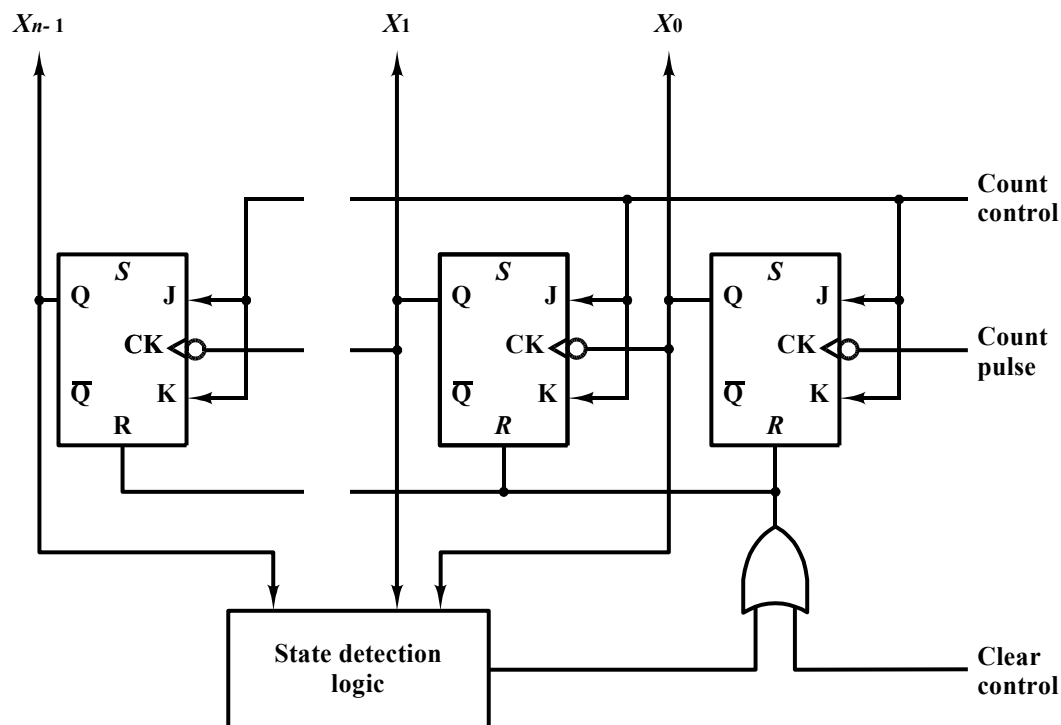 Xn-1 X1 X0
Count
control
S S S
Q J Q J Q J
CK CK CK
Count
pulse
Q̅ K Q̅ K Q̅ K
R R R
State detection
logic
Clear
control